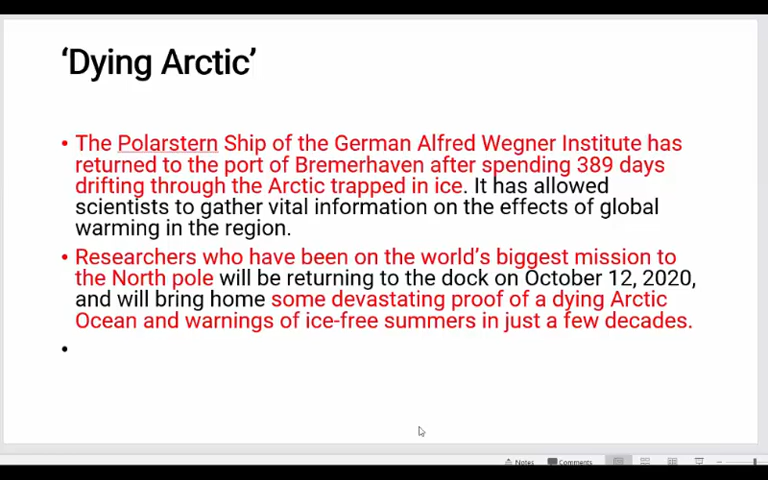 ‘Dying Arctic’
• The Polarstern Ship of the German Alfred Wegner Institute has
returned to the port of Bremerhaven after spending 389 days
drifting through the Arctic trapped in ice. It has allowed
scientists to gather vital information on the effects of global
warming in the region.
• Researchers who have been on the world’s biggest mission to
the North pole will be returning to the dock on October 12, 2020,
and will bring home some devastating proof of a dying Arctic
Ocean and warnings of ice-free summers in just a few decades.
•
Notes Comments